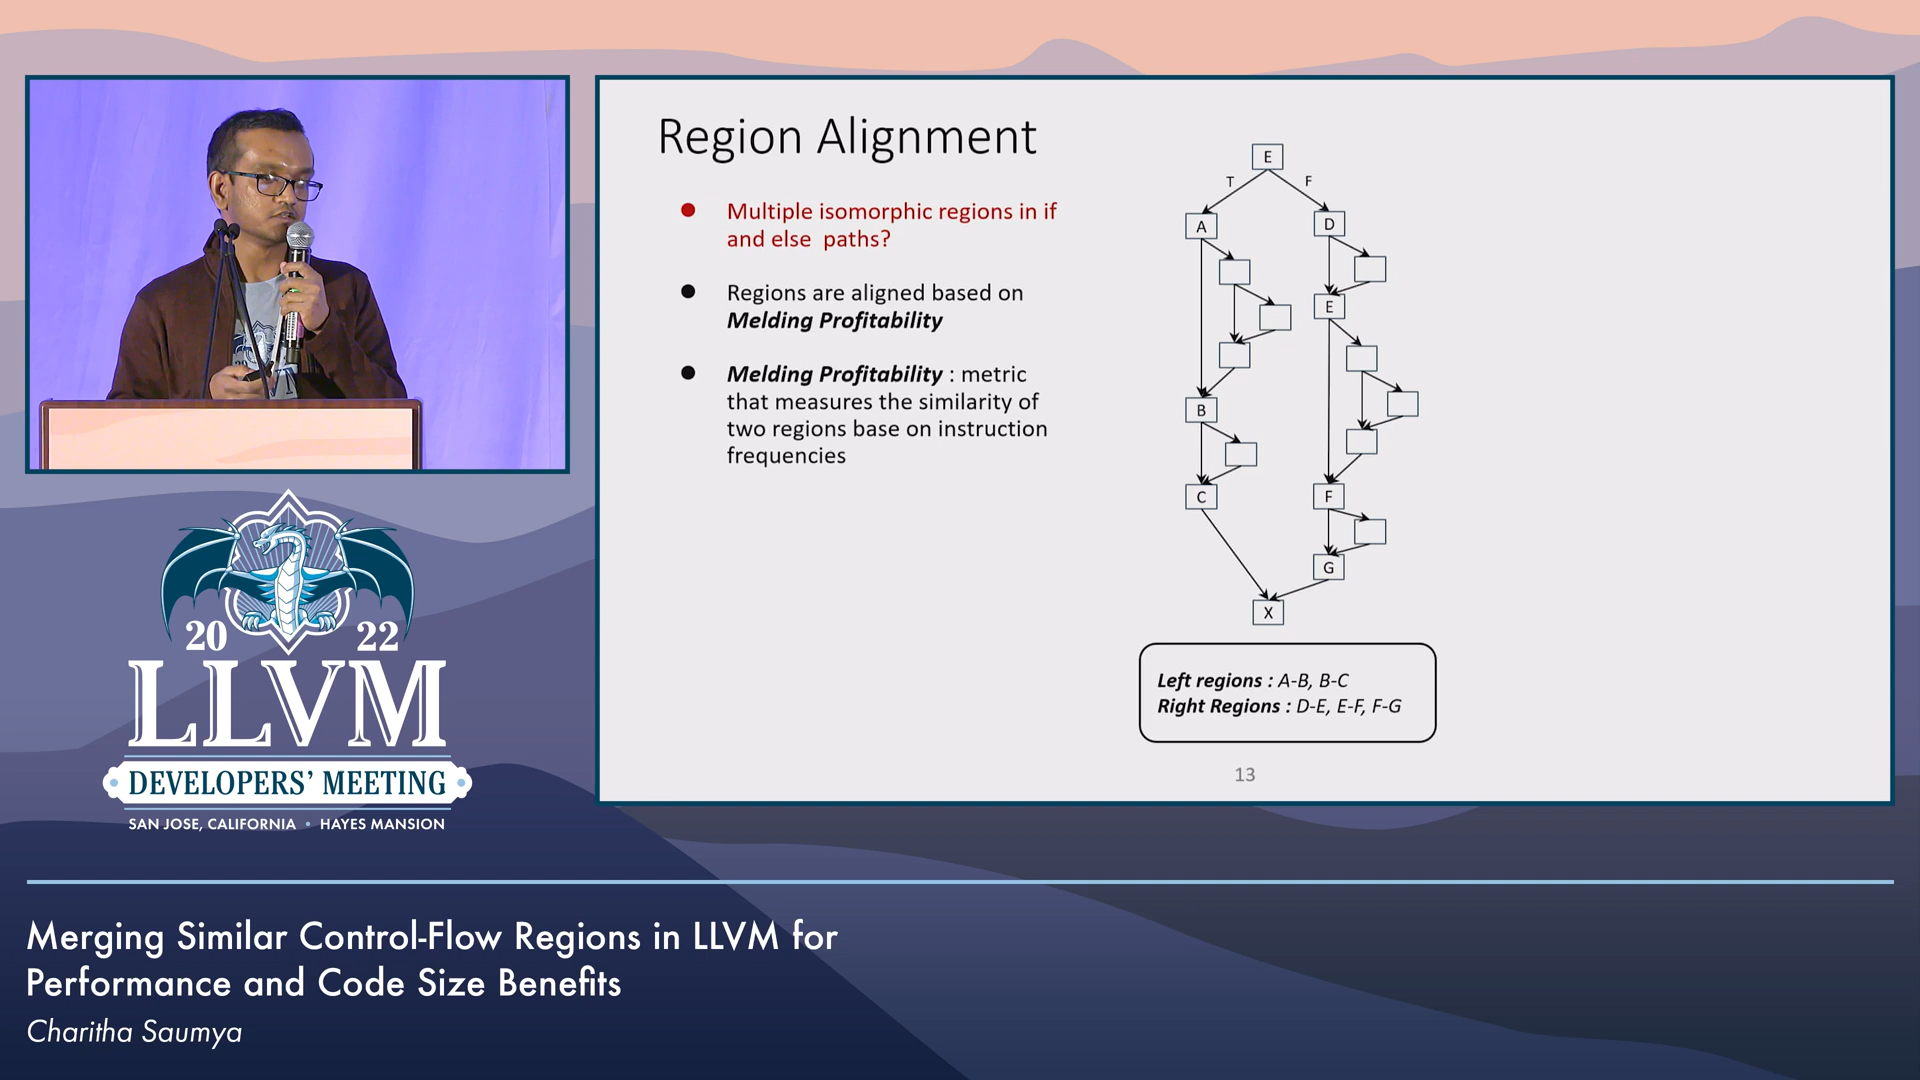 Region Alignment
Multiple isomorphic regions in if
and else paths?
Regions are aligned based on
Melding Profitability
Melding Profitability : metric
that measures the similarity of
two regions base on instruction
frequencies
E
T F
A D
E
B
C F
G
X
Left regions : A-B, B-C
Right Regions : D-E, E-F, F-G
13
20 22
LLVM
DEVELOPERS' MEETING
SAN JOSE, CALIFORNIA • HAYES MANSION
Merging Similar Control-Flow Regions in LLVM for
Performance and Code Size Benefits
Charitha Saumya